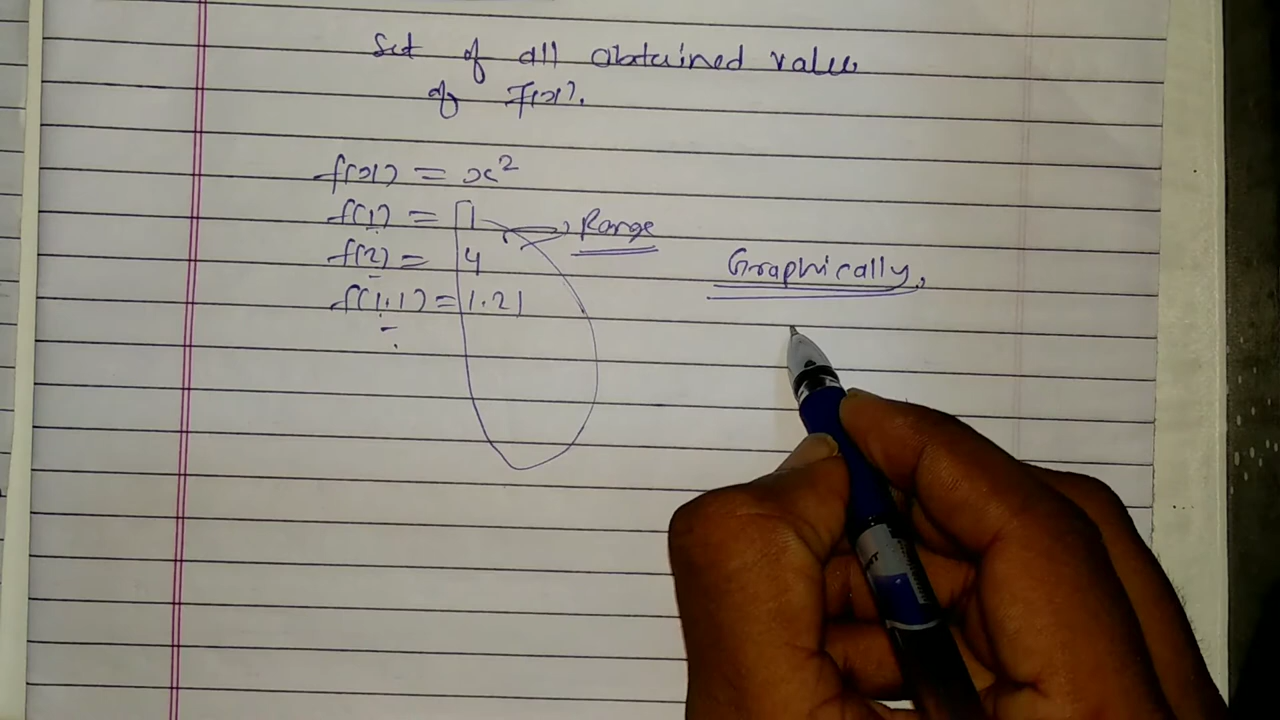 Set of all obtained value
of f(x).
f(x) = x²
f(1) = 1 Range
f(2) = 4
Graphically,
f(1.1) = 1.21